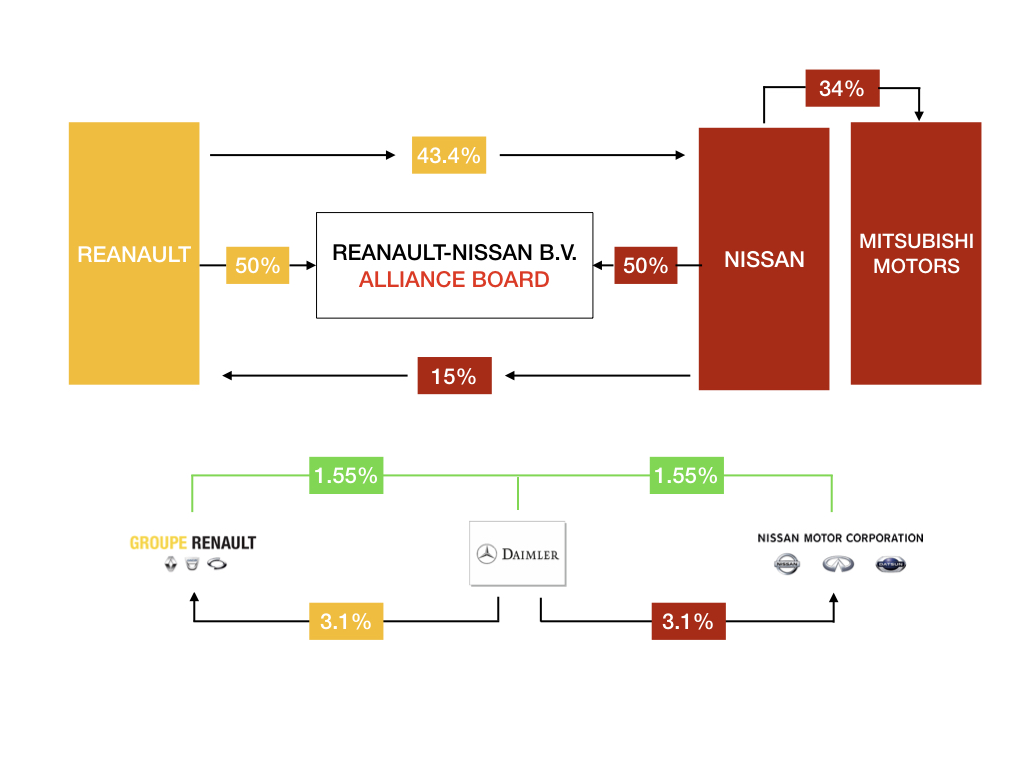 34%
43.4%
REANAULT
50%
REANAULT-NISSAN B.V.
ALLIANCE BOARD
50%
NISSAN
MITSUBISHI
MOTORS
15%
1.55%
1.55%
GROUPE RENAULT
DAIMLER
NISSAN MOTOR CORPORATION
NISSAN
DATSUN
3.1%
3.1%